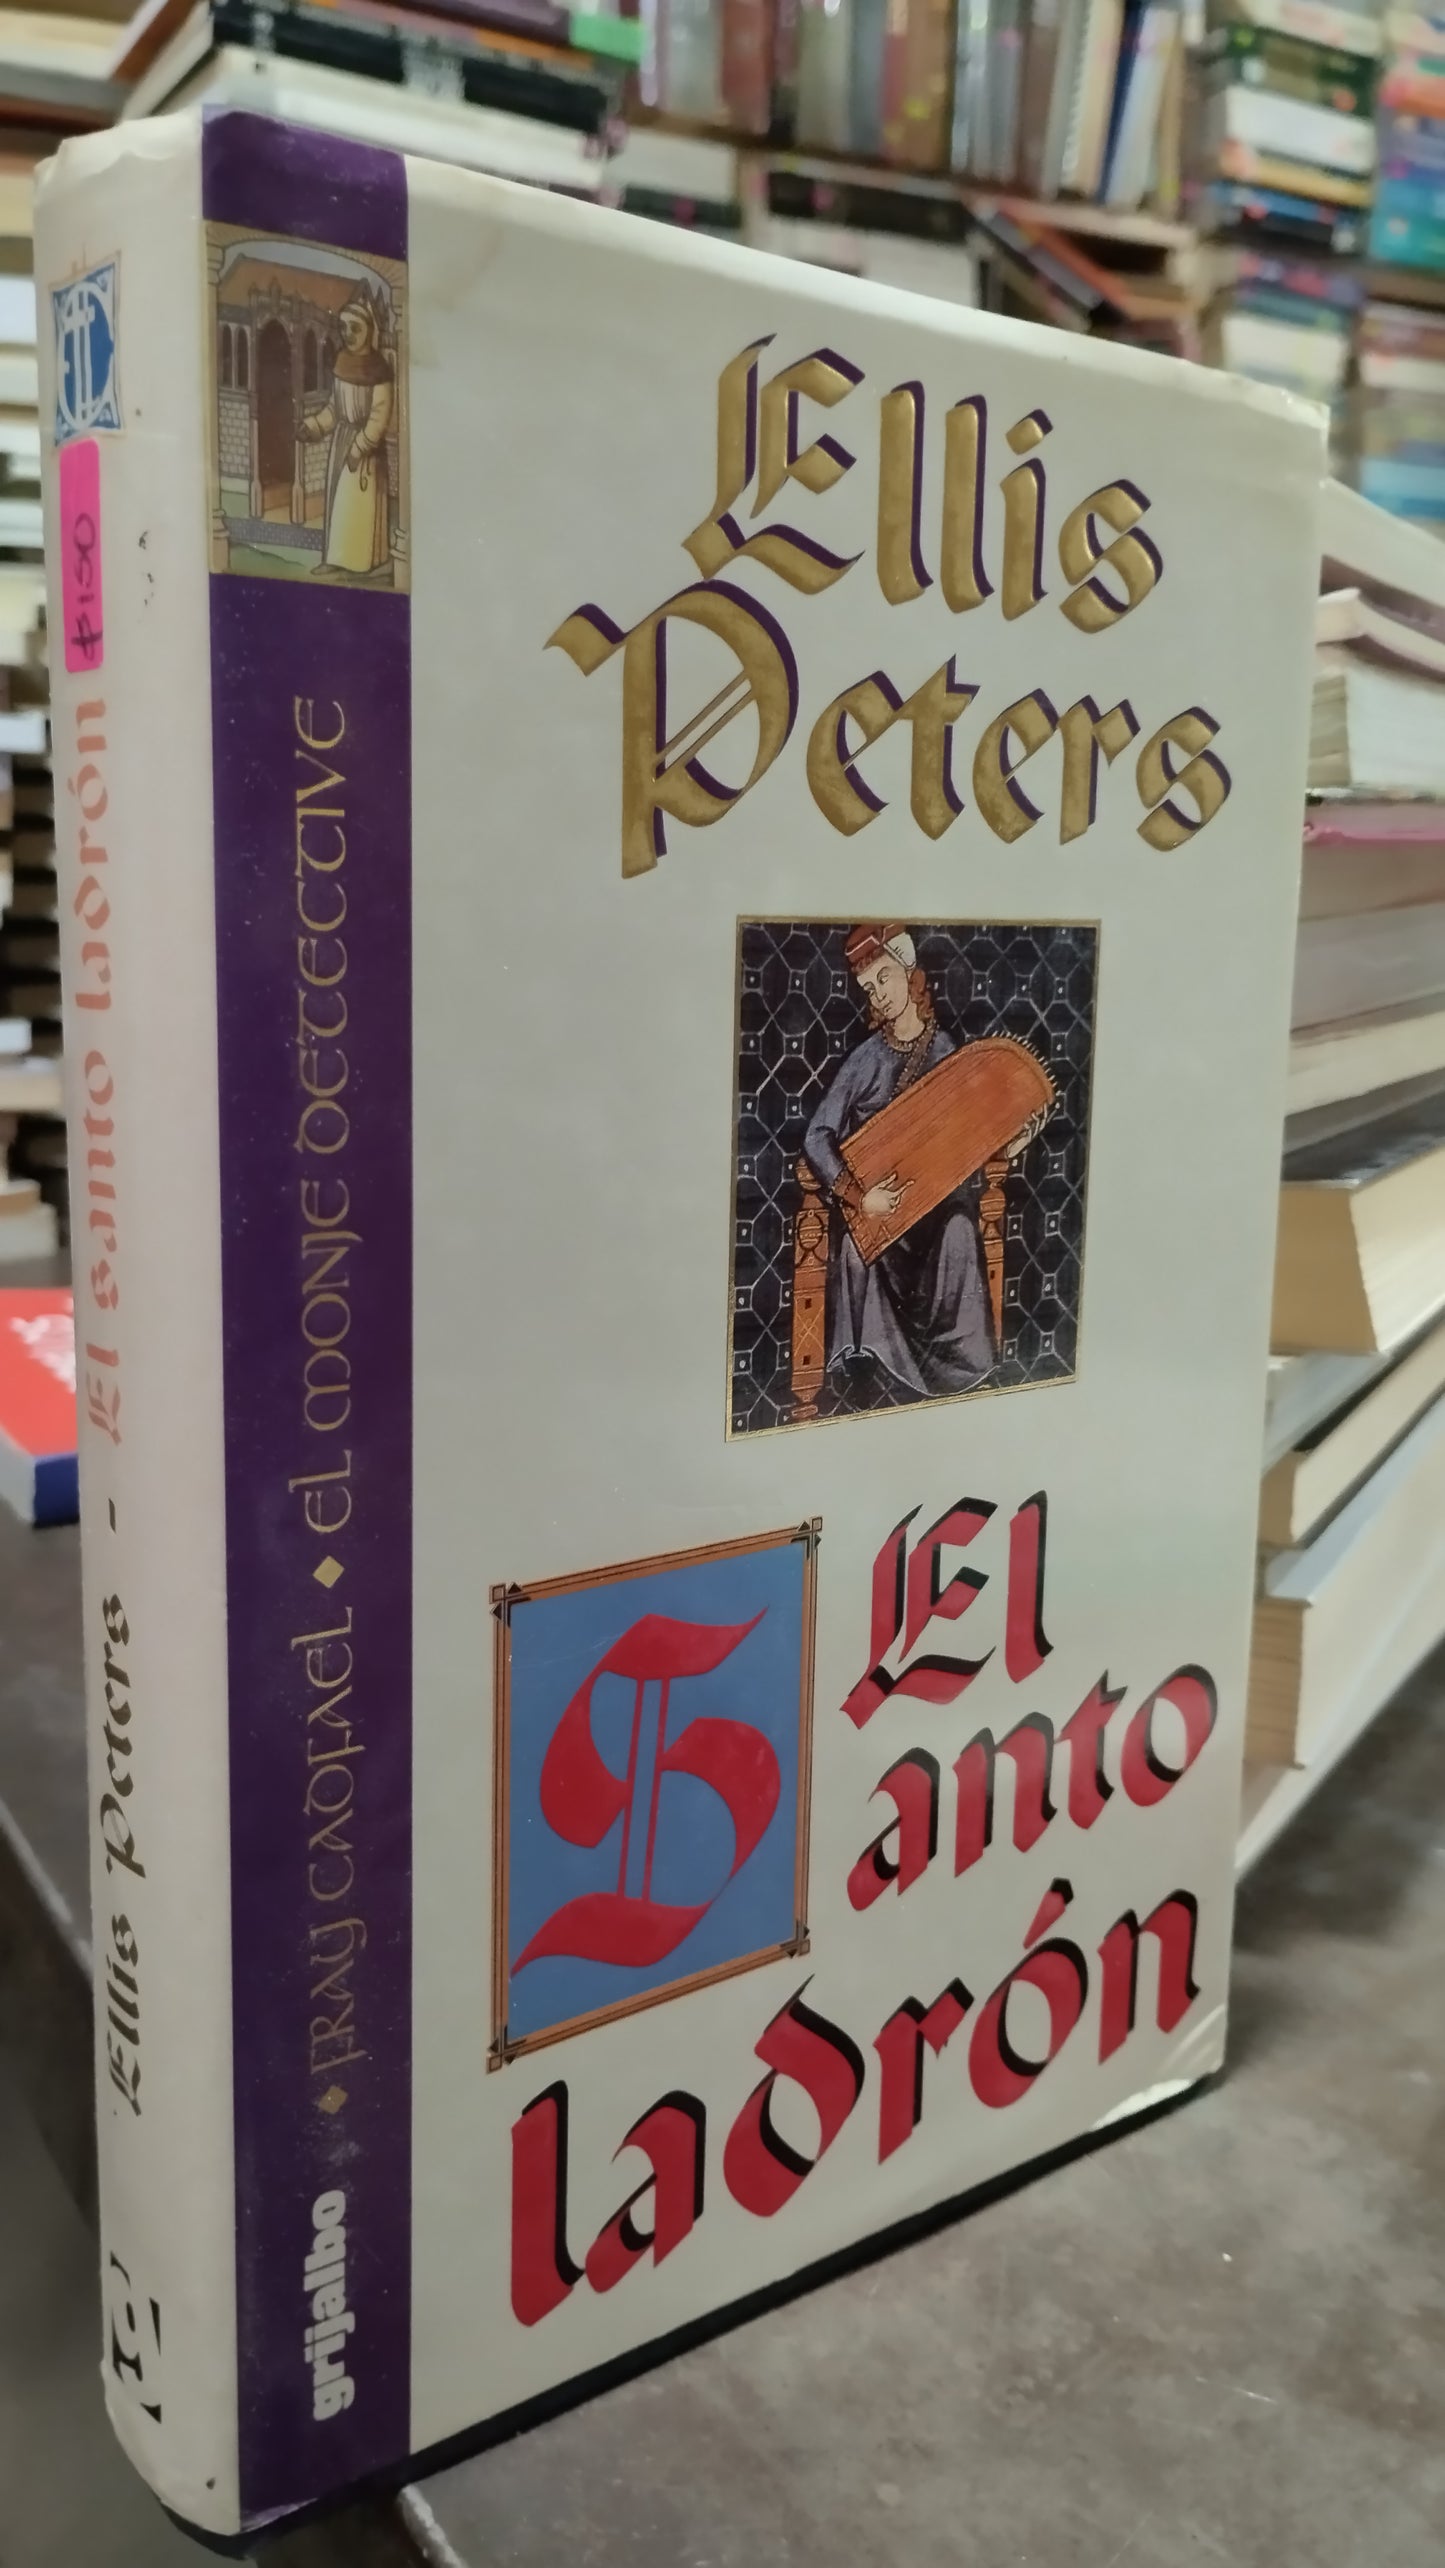 Ellis
Peters
El
Santo
ladrón
FRAY CADFAEL ◆ EL MONJE DETECTIVE
grijalbo
Ellis Peters - El santo ladrón
$150